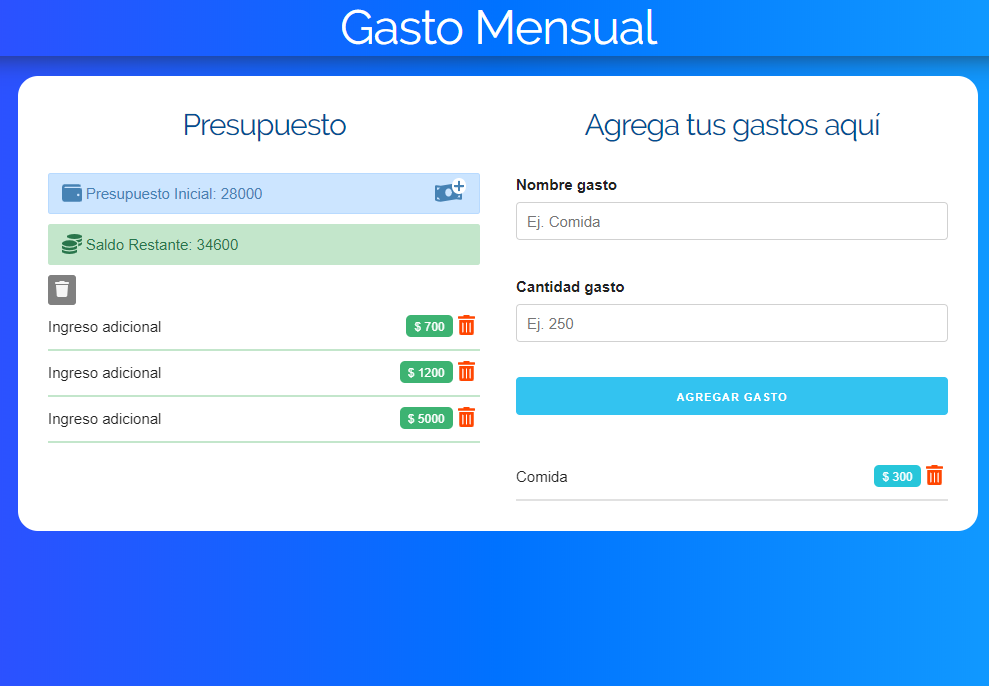 Gasto Mensual
Presupuesto
Presupuesto Inicial: 28000
Saldo Restante: 34600
Ingreso adicional $ 700
Ingreso adicional $ 1200
Ingreso adicional $ 5000
Agrega tus gastos aquí
Nombre gasto
Ej. Comida
Cantidad gasto
Ej. 250
AGREGAR GASTO
Comida $ 300